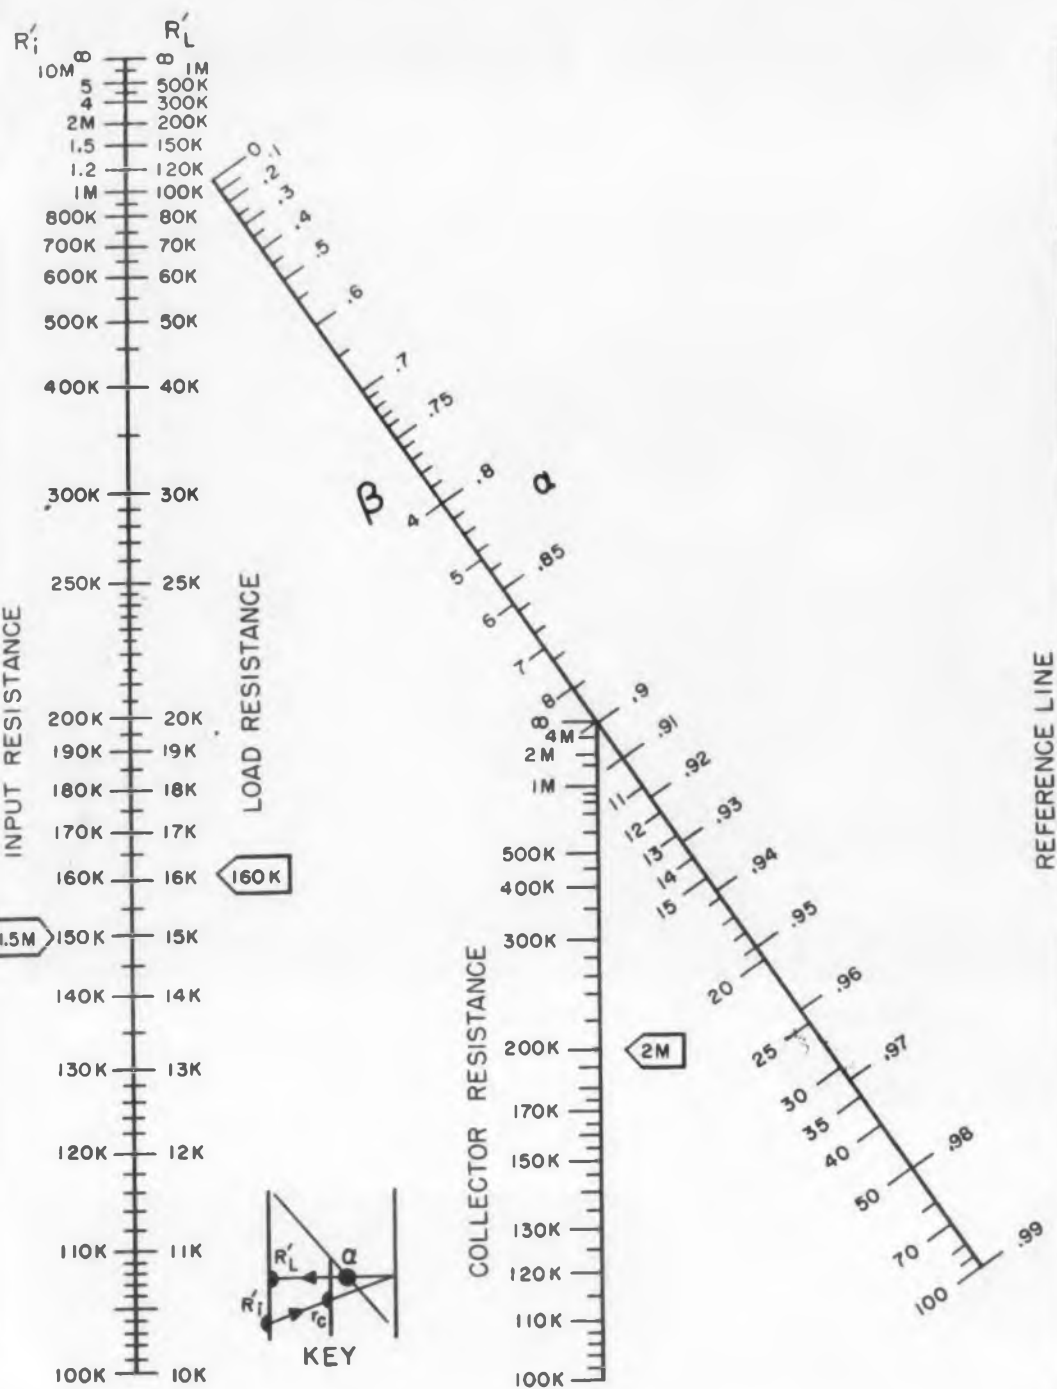 R'i
R'L
∞ ∞
10M 1M
5 500K
4 300K
2M 200K
1.5 150K
1.2 120K
1M 100K
800K 80K
700K 70K
600K 60K
500K 50K
400K 40K
300K 30K
250K 25K
200K 20K
190K 19K
180K 18K
170K 17K
160K 16K
150K 15K
140K 14K
130K 13K
120K 12K
110K 11K
100K 10K
INPUT RESISTANCE
1.5M
LOAD RESISTANCE
160K
0 .1
.2
.3
.4
.5
.6
.7
.75
.8
.85
.9
.91
.92
.93
.94
.95
.96
.97
.98
.99
α
β
4
5
6
7
8
11
12
13
14
15
20
25
30
35
40
50
70
100
∞
4M
2M
1M
500K
400K
300K
200K
170K
150K
130K
120K
110K
100K
COLLECTOR RESISTANCE
2M
REFERENCE LINE
R'L
α
R'i
rc
KEY